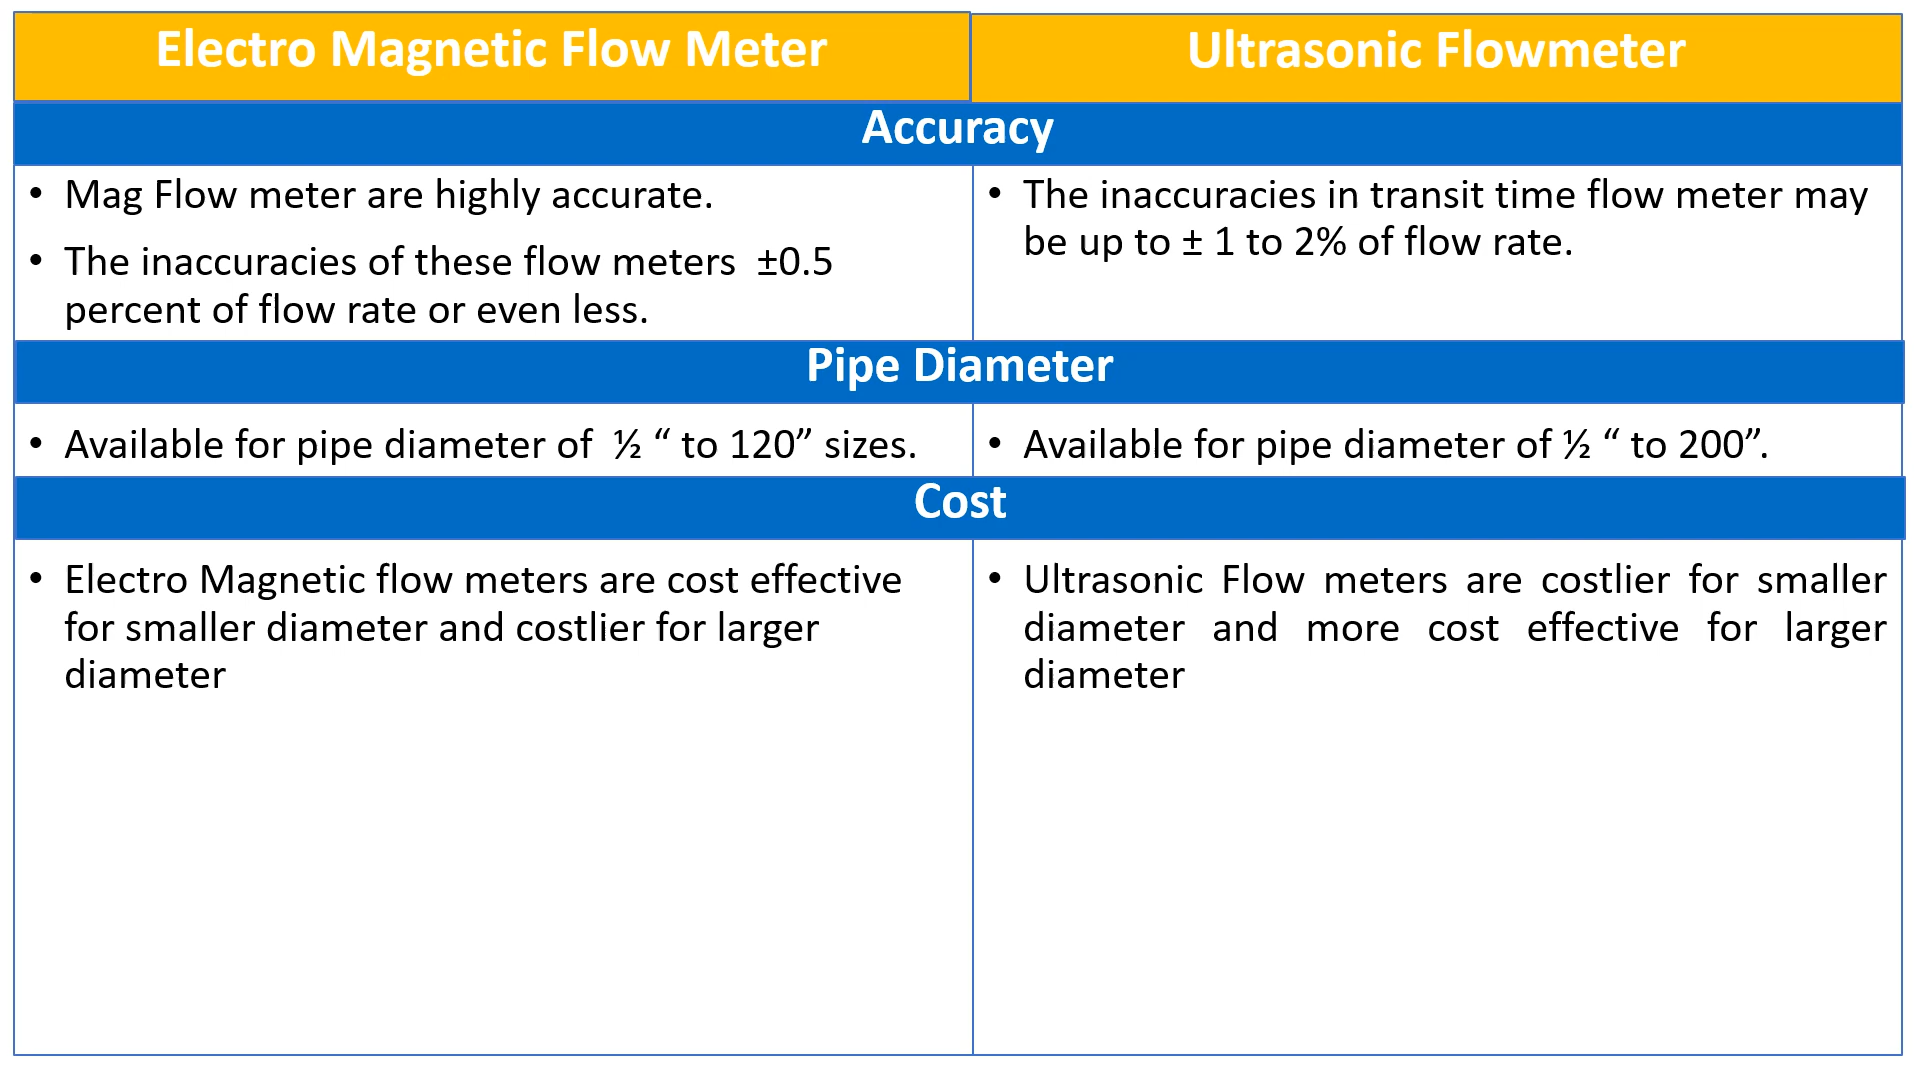 Electro Magnetic Flow Meter
Ultrasonic Flowmeter
Accuracy
• Mag Flow meter are highly accurate.
• The inaccuracies of these flow meters  ±0.5
percent of flow rate or even less.
• The inaccuracies in transit time flow meter may
be up to ± 1 to 2% of flow rate.
Pipe Diameter
• Available for pipe diameter of  ½ “ to 120” sizes.
• Available for pipe diameter of ½ “ to 200”.
Cost
• Electro Magnetic flow meters are cost effective
for smaller diameter and costlier for larger
diameter
• Ultrasonic Flow meters are costlier for smaller
diameter and more cost effective for larger
diameter